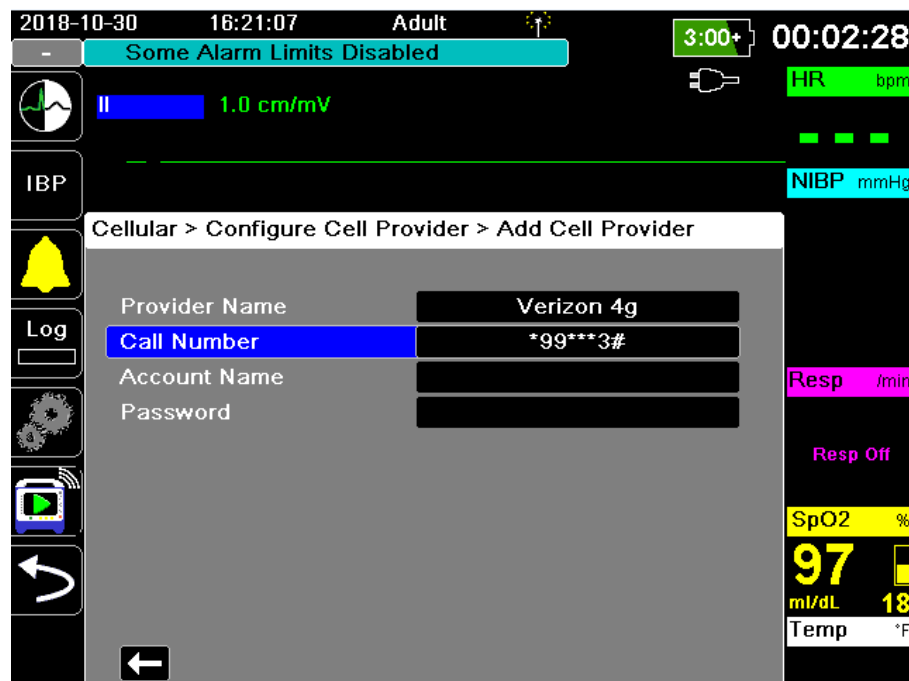 2018-10-30 16:21:07 Adult
3:00+ 00:02:28
- Some Alarm Limits Disabled
HR bpm
II 1.0 cm/mV
- - -
IBP
NIBP mmHg
Cellular > Configure Cell Provider > Add Cell Provider
Provider Name Verizon 4g
Log
Call Number *99***3#
Account Name
Resp /min
Password
Resp Off
SpO2 %
97
ml/dL 18
Temp °F